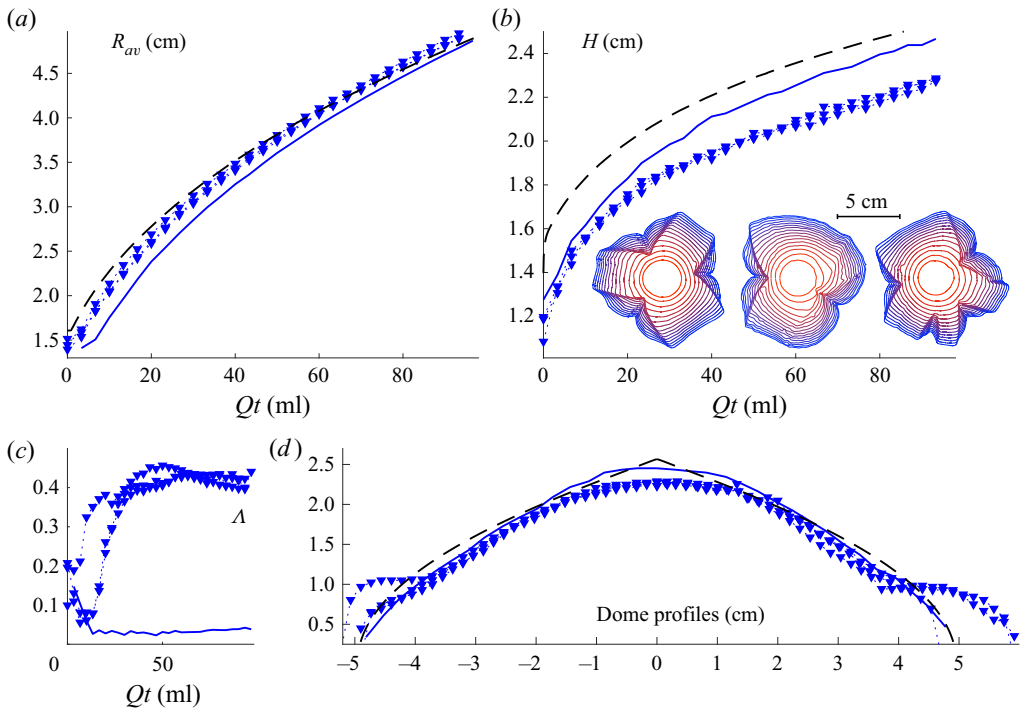 (a)
R_av (cm)
4.5
4.0
3.5
3.0
2.5
2.0
1.5
0 20 40 60 80
Qt (ml)
(b)
H (cm)
2.4
2.2
2.0
1.8
1.6
1.4
1.2
5 cm
0 20 40 60 80
Qt (ml)
(c)
0.4
0.3
0.2
0.1
Λ
0 50
Qt (ml)
(d)
2.5
2.0
1.5
1.0
0.5
Dome profiles (cm)
–5 –4 –3 –2 –1 0 1 2 3 4 5